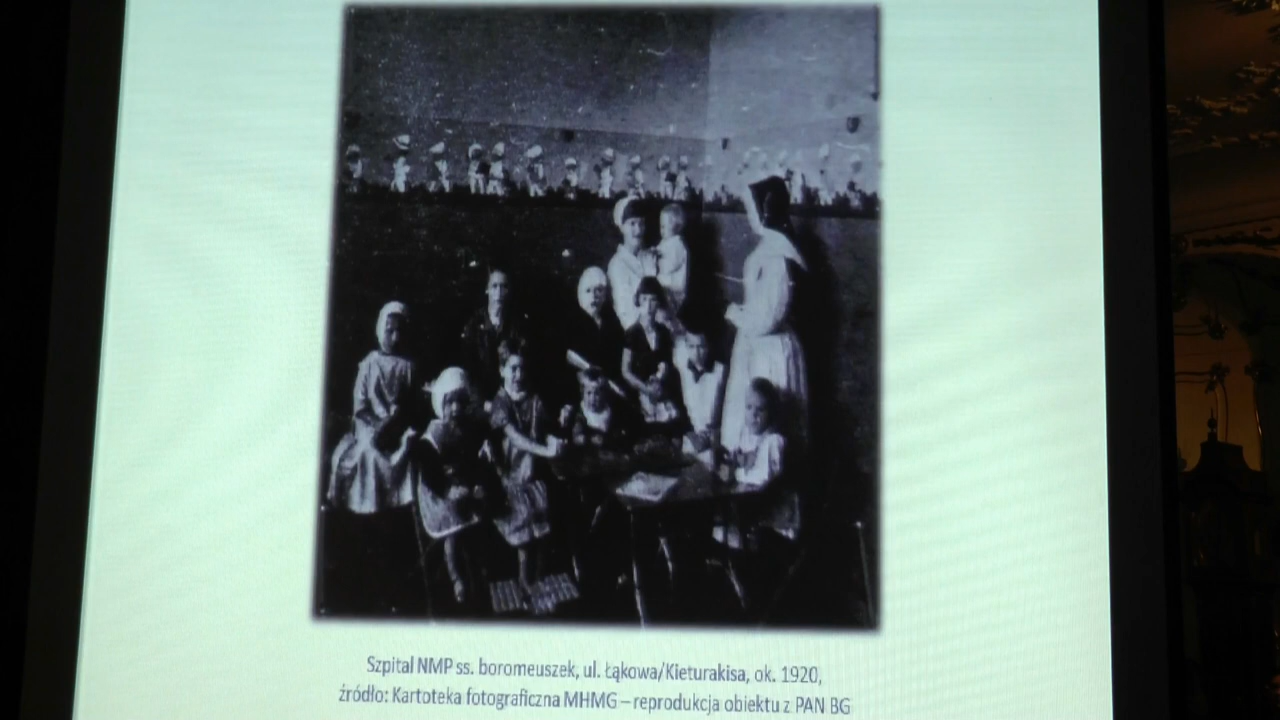 Szpital NMP ss. boromeuszek, ul. Łąkowa/Kieturakisa, ok. 1920,
źródło: Kartoteka fotograficzna MHMG – reprodukcja obiektu z PAN BG